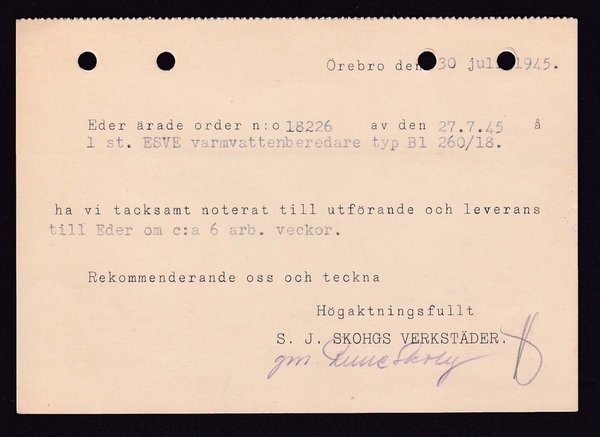 Örebro den 30 juli 1945.
Eder ärade order n:o 18226 av den 27.7.45 å
1 st. ESVE varmvattenberedare typ Bl 260/18.
ha vi tacksamt noterat till utförande och leverans
till Eder om c:a 6 arb. veckor.
Rekommenderande oss och teckna
Högaktningsfullt
S. J. SKOHGS VERKSTÄDER.
gm. Rune Skohg